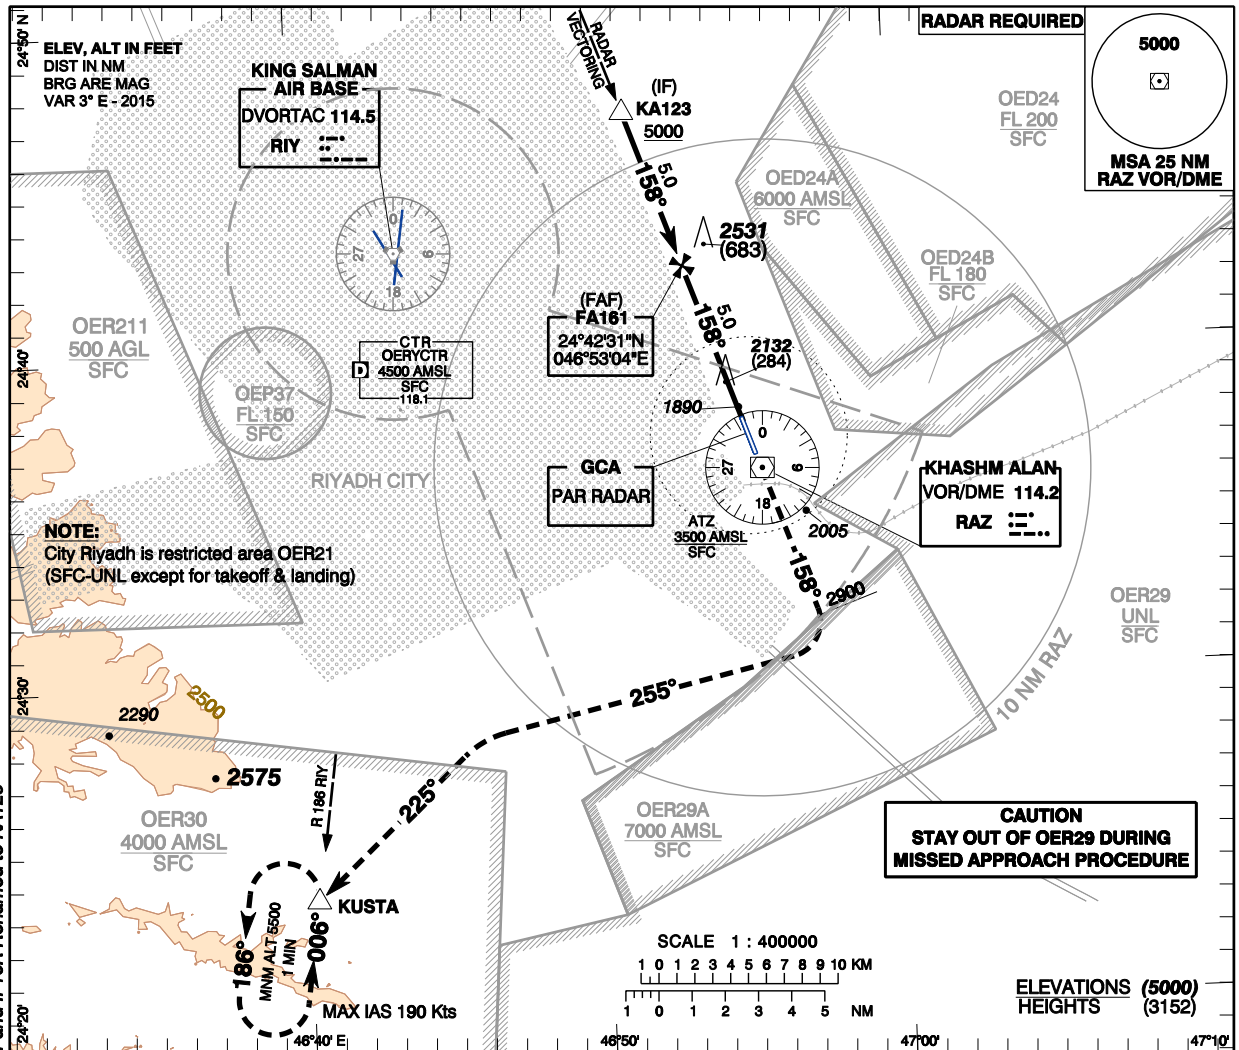 RADAR REQUIRED
5000
MSA 25 NM
RAZ VOR/DME
24°50' N
ELEV, ALT IN FEET
DIST IN NM
BRG ARE MAG
VAR 3° E - 2015
KING SALMAN
AIR BASE
DVORTAC 114.5
RIY
RADAR
VECTORING
(IF)
KA123
5000
5.0
158°
OED24
FL 200
SFC
OED24A
6000 AMSL
SFC
2531
(683)
OED24B
FL 180
SFC
0
6
18
27
(FAF)
FA161
24°42'31"N
046°53'04"E
5.0
158°
2132
(284)
OER211
500 AGL
SFC
CTR
OERYCTR
D
4500 AMSL
SFC
118.1
24°40'
OEP37
FL 150
SFC
1890
0
6
18
27
RIYADH CITY
GCA
PAR RADAR
KHASHM ALAN
VOR/DME 114.2
RAZ
ATZ
3500 AMSL
SFC
2005
NOTE:
City Riyadh is restricted area OER21
(SFC-UNL except for takeoff & landing)
158°
2900
OER29
UNL
SFC
10 NM RAZ
24°30'
2500
2290
255°
2575
R 186 RIY
225°
OER30
4000 AMSL
SFC
OER29A
7000 AMSL
SFC
CAUTION
STAY OUT OF OER29 DURING
MISSED APPROACH PROCEDURE
KUSTA
186°
MNM ALT 5500
1 MIN
006°
MAX IAS 190 Kts
SCALE 1 : 400000
1 0 1 2 3 4 5 6 7 8 9 10 KM
1 0 1 2 3 4 5 NM
ELEVATIONS (5000)
HEIGHTS (3152)
24°20'
46°40' E
46°50'
47°00'
47°10'